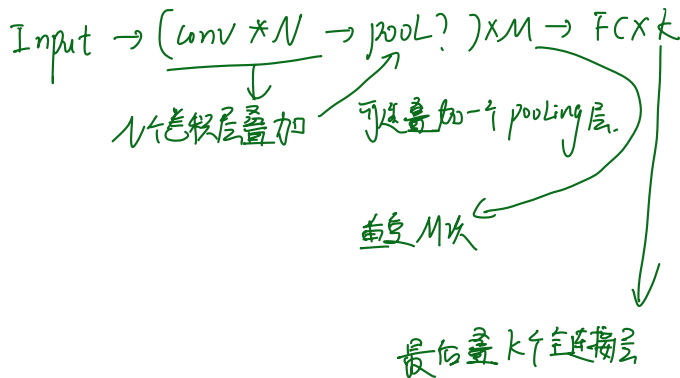 Input → (conv *N → pooL?)×M → FC×K
N个卷积层叠加
可选叠加一个pooling层.
重复M次
最后叠K个全连接层